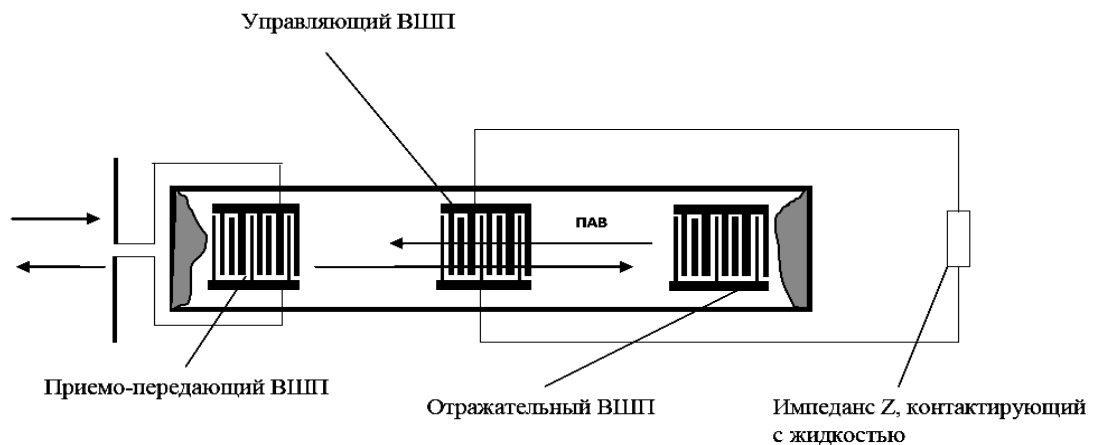 Управляющий ВШП
ПАВ
Приемо-передающий ВШП
Отражательный ВШП
Импеданс Z, контактирующий
с жидкостью